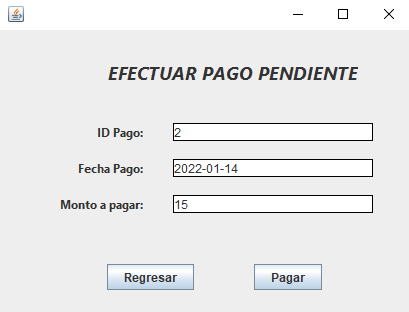 EFECTUAR PAGO PENDIENTE
ID Pago: 2
Fecha Pago: 2022-01-14
Monto a pagar: 15
Regresar Pagar